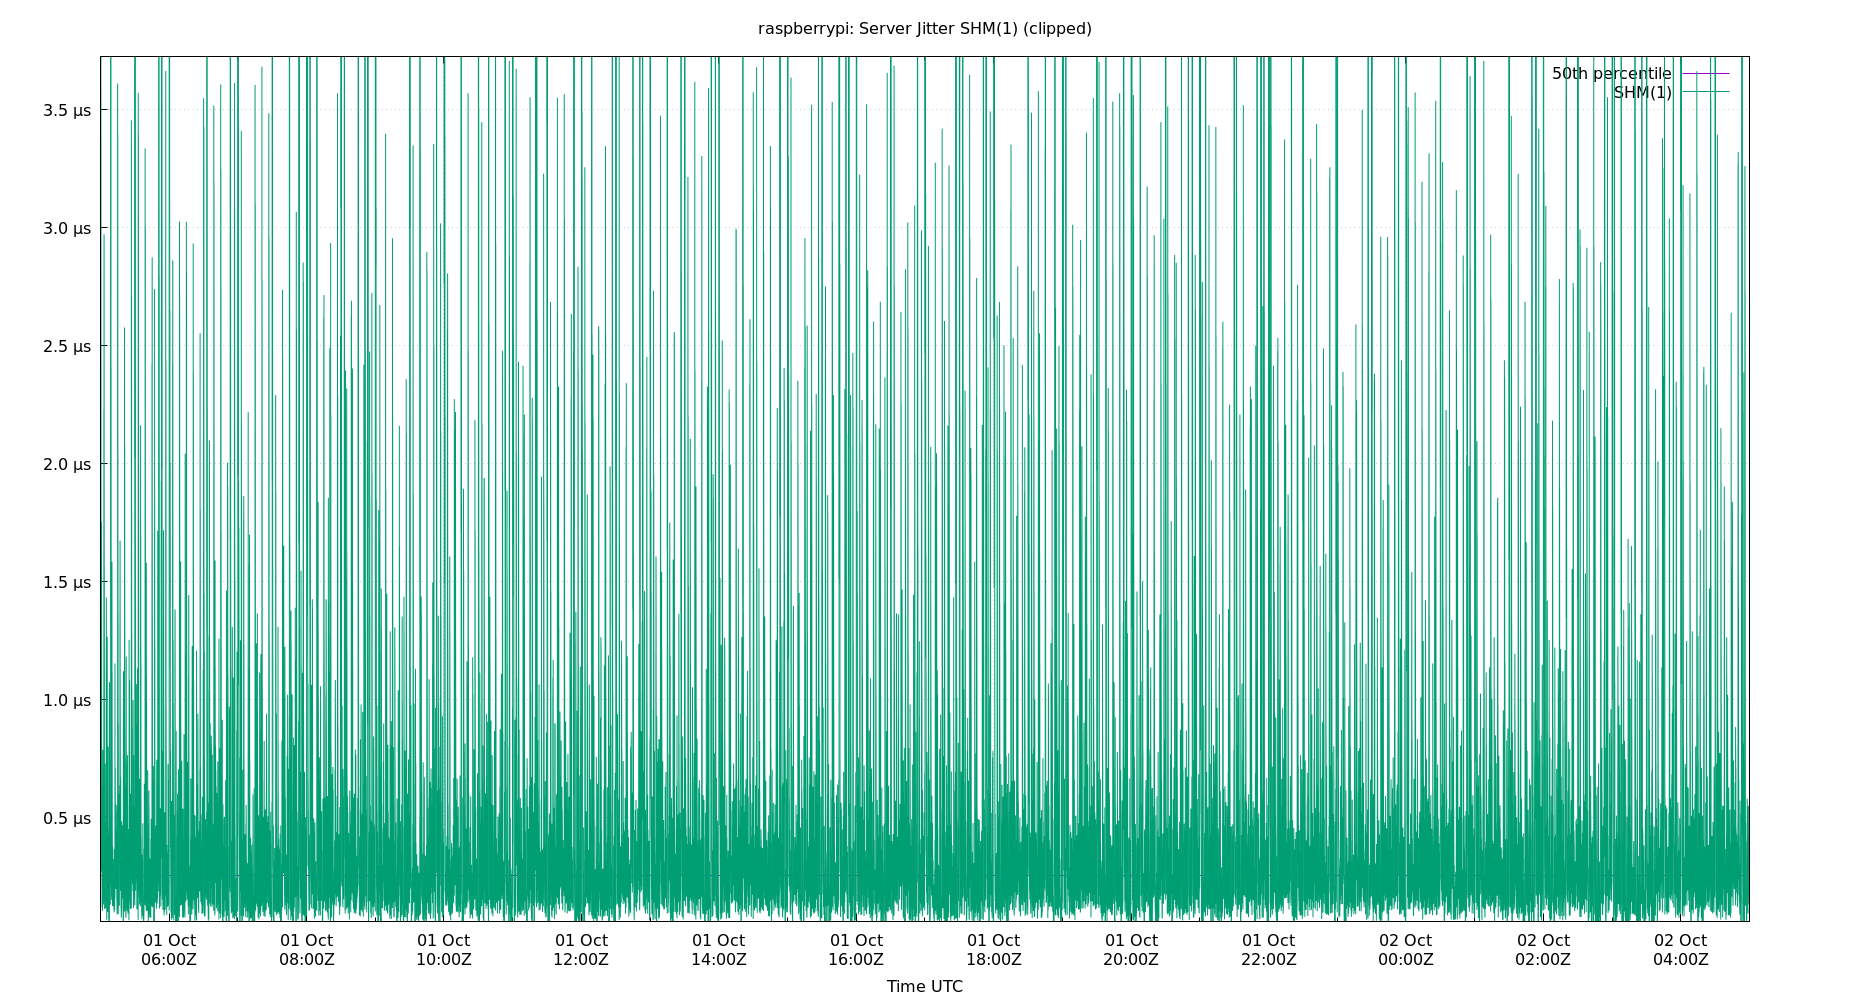 raspberrypi: Server Jitter SHM(1) (clipped)
50th percentile
SHM(1)
3.5 µs
3.0 µs
2.5 µs
2.0 µs
1.5 µs
1.0 µs
0.5 µs
01 Oct 01 Oct 01 Oct 01 Oct 01 Oct 01 Oct 01 Oct 01 Oct 01 Oct 02 Oct 02 Oct 02 Oct
06:00Z 08:00Z 10:00Z 12:00Z 14:00Z 16:00Z 18:00Z 20:00Z 22:00Z 00:00Z 02:00Z 04:00Z
Time UTC